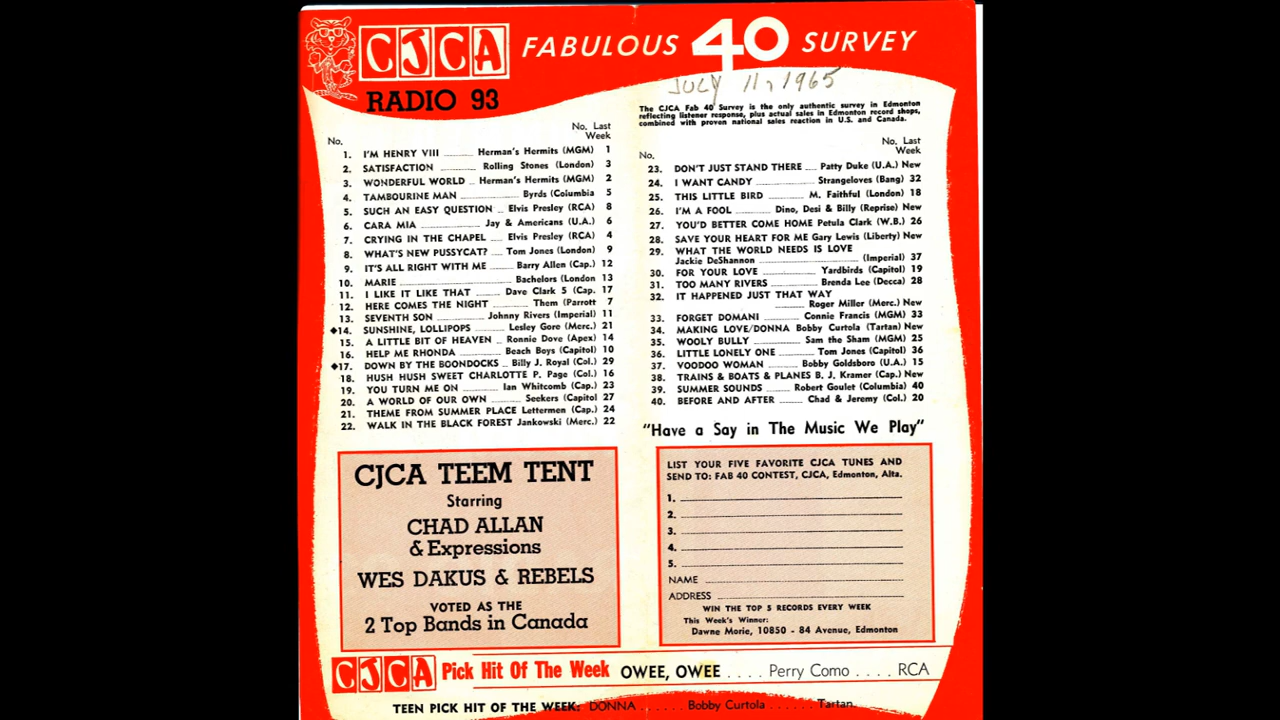 CJCA FABULOUS 40 SURVEY
RADIO 93
JULY 11, 1965
The CJCA Fab 40 Survey is the only authentic survey in Edmonton
reflecting listener response, plus actual sales in Edmonton record shops,
combined with proven national sales reaction in U.S. and Canada.
No. No. Last Week
1. I'M HENRY VIII Herman's Hermits (MGM) 1
2. SATISFACTION Rolling Stones (London) 3
3. WONDERFUL WORLD Herman's Hermits (MGM) 2
4. TAMBOURINE MAN Byrds (Columbia 5
5. SUCH AN EASY QUESTION Elvis Presley (RCA) 8
6. CARA MIA Jay & Americans (U.A.) 6
7. CRYING IN THE CHAPEL Elvis Presley (RCA) 4
8. WHAT'S NEW PUSSYCAT? Tom Jones (London) 9
9. IT'S ALL RIGHT WITH ME Barry Allen (Cap.) 12
10. MARIE Bachelors (London 13
11. I LIKE IT LIKE THAT Dave Clark 5 (Cap. 17
12. HERE COMES THE NIGHT Them (Parrott 7
13. SEVENTH SON Johnny Rivers (Imperial) 11
◆14. SUNSHINE, LOLLIPOPS Lesley Gore (Merc.) 21
15. A LITTLE BIT OF HEAVEN Ronnie Dove (Apex) 14
16. HELP ME RHONDA Beach Boys (Capitol) 10
◆17. DOWN BY THE BOONDOCKS Billy J. Royal (Col.) 29
18. HUSH HUSH SWEET CHARLOTTE P. Page (Col.) 16
19. YOU TURN ME ON Ian Whitcomb (Cap.) 23
20. A WORLD OF OUR OWN Seekers (Capitol 27
21. THEME FROM SUMMER PLACE Lettermen (Cap.) 24
22. WALK IN THE BLACK FOREST Jankowski (Merc.) 22
No. No. Last Week
23. DON'T JUST STAND THERE Patty Duke (U.A.) New
24. I WANT CANDY Strangeloves (Bang) 32
25. THIS LITTLE BIRD M. Faithful (London) 18
26. I'M A FOOL Dino, Desi & Billy (Reprise) New
27. YOU'D BETTER COME HOME Petula Clark (W.B.) 26
28. SAVE YOUR HEART FOR ME Gary Lewis (Liberty) New
29. WHAT THE WORLD NEEDS IS LOVE
Jackie DeShannon (Imperial) 37
30. FOR YOUR LOVE Yardbirds (Capitol) 19
31. TOO MANY RIVERS Brenda Lee (Decca) 28
32. IT HAPPENED JUST THAT WAY
Roger Miller (Merc.) New
33. FORGET DOMANI Connie Francis (MGM) 33
34. MAKING LOVE/DONNA Bobby Curtola (Tartan) New
35. WOOLY BULLY Sam the Sham (MGM) 25
36. LITTLE LONELY ONE Tom Jones (Capitol) 36
37. VOODOO WOMAN Bobby Goldsboro (U.A.) 15
38. TRAINS & BOATS & PLANES B. J. Kramer (Cap.) New
39. SUMMER SOUNDS Robert Goulet (Columbia) 40
40. BEFORE AND AFTER Chad & Jeremy (Col.) 20
"Have a Say in The Music We Play"
CJCA TEEM TENT
Starring
CHAD ALLAN
& Expressions
WES DAKUS & REBELS
VOTED AS THE
2 Top Bands in Canada
LIST YOUR FIVE FAVORITE CJCA TUNES AND
SEND TO: FAB 40 CONTEST, CJCA, Edmonton, Alta.
1.
2.
3.
4.
5.
NAME
ADDRESS
WIN THE TOP 5 RECORDS EVERY WEEK
This Week's Winner:
Dawne Morie, 10850 - 84 Avenue, Edmonton
CJCA Pick Hit Of The Week OWEE, OWEE .... Perry Como .... RCA
TEEN PICK HIT OF THE WEEK: DONNA ...... Bobby Curtola ...... Tartan